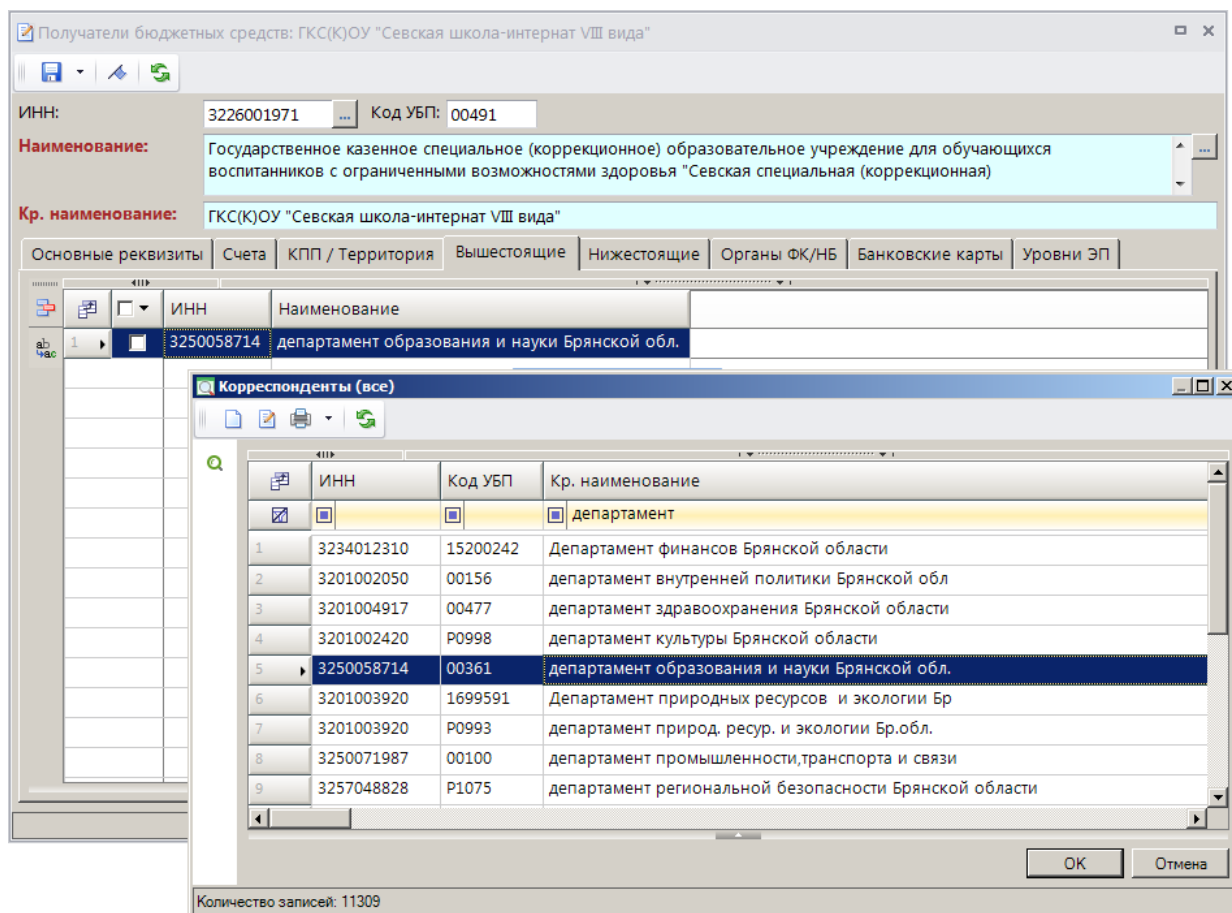 Получатели бюджетных средств: ГКС(К)ОУ "Севская школа-интернат VIII вида"
ИНН: 3226001971 ... Код УБП: 00491
Наименование: Государственное казенное специальное (коррекционное) образовательное учреждение для обучающихся ...
воспитанников с ограниченными возможностями здоровья "Севская специальная (коррекционная)
Кр. наименование: ГКС(К)ОУ "Севская школа-интернат VIII вида"
Основные реквизиты Счета КПП / Территория Вышестоящие Нижестоящие Органы ФК/НБ Банковские карты Уровни ЭП
ИНН Наименование
ab ac 1 3250058714 департамент образования и науки Брянской обл.
Корреспонденты (все)
ИНН Код УБП Кр. наименование
департамент
1 3234012310 15200242 Департамент финансов Брянской области
2 3201002050 00156 департамент внутренней политики Брянской обл
3 3201004917 00477 департамент здравоохранения Брянской области
4 3201002420 P0998 департамент культуры Брянской области
5 3250058714 00361 департамент образования и науки Брянской обл.
6 3201003920 1699591 Департамент природных ресурсов  и экологии Бр
7 3201003920 P0993 департамент природ. ресур. и экологии Бр.обл.
8 3250071987 00100 департамент промышленности,транспорта и связи
9 3257048828 P1075 департамент региональной безопасности Брянской области
OK Отмена
Количество записей: 11309